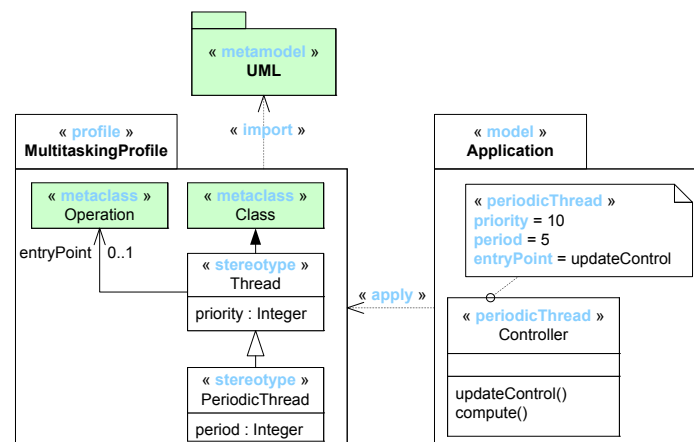 « metamodel »
UML
« import »
« profile »
MultitaskingProfile
« metaclass »
Operation
« metaclass »
Class
entryPoint
0..1
« stereotype »
Thread
priority : Integer
« stereotype »
PeriodicThread
period : Integer
« apply »
« model »
Application
« periodicThread »
priority = 10
period = 5
entryPoint = updateControl
« periodicThread »
Controller
updateControl()
compute()